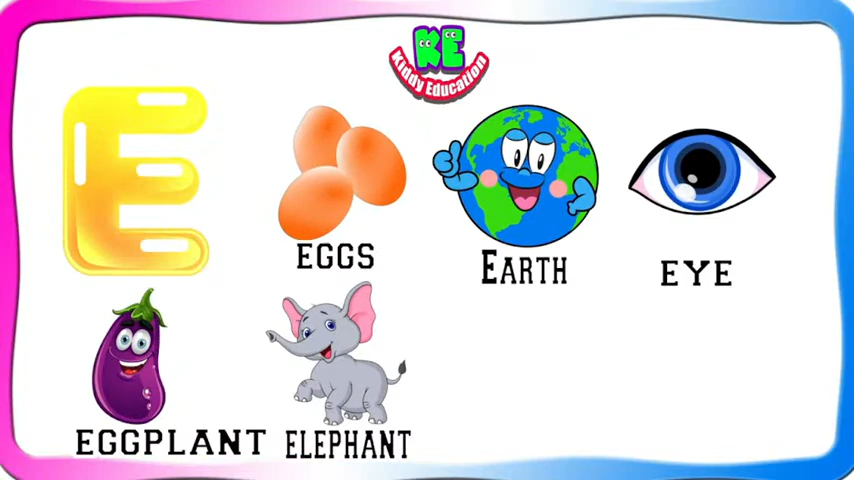 KE
Kiddy Education
E
EGGS
EARTH
EYE
EGGPLANT
ELEPHANT